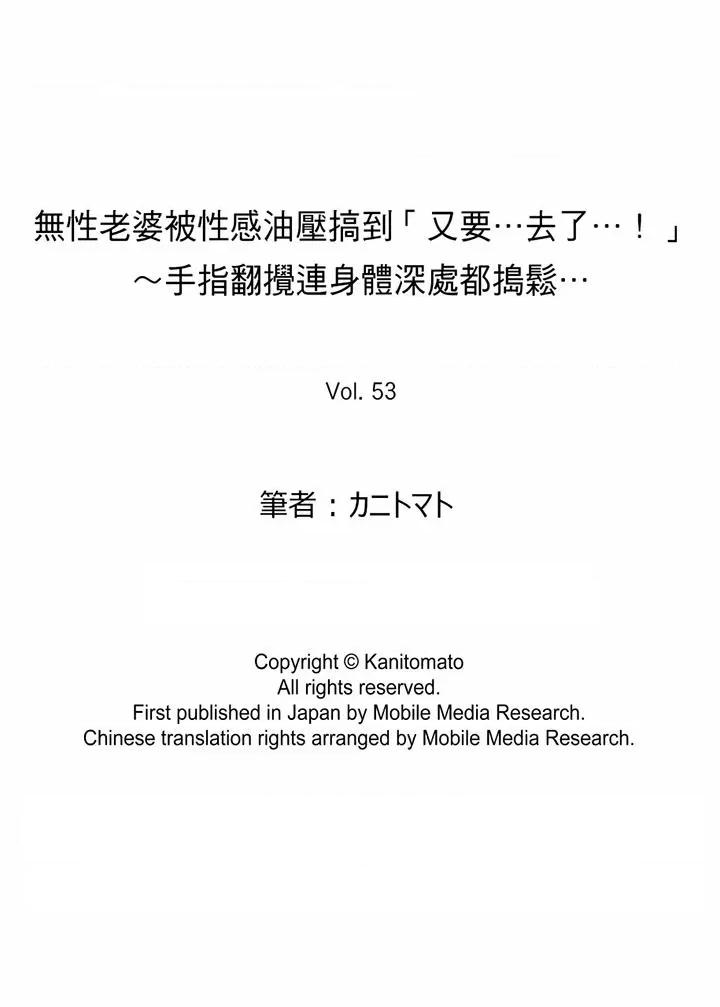 無性老婆被性感油壓搞到「又要…去了…！」
～手指翻攪連身體深處都搗鬆…
Vol. 53
筆者：カニトマト
Copyright © Kanitomato
All rights reserved.
First published in Japan by Mobile Media Research.
Chinese translation rights arranged by Mobile Media Research.